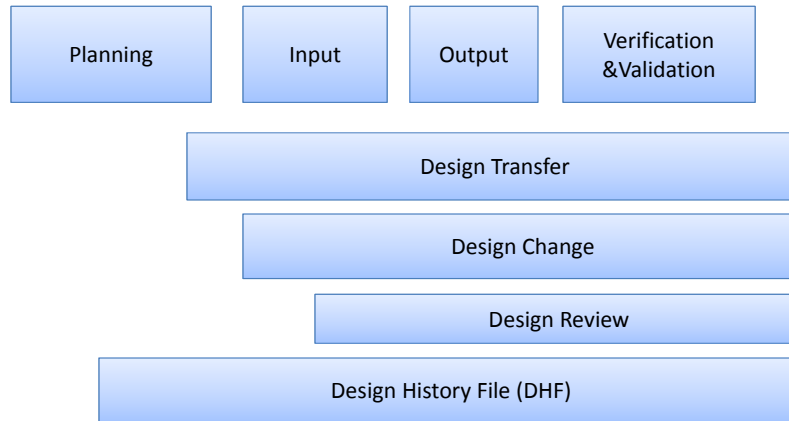 Planning
Input
Output
Verification
&Validation
Design Transfer
Design Change
Design Review
Design History File (DHF)